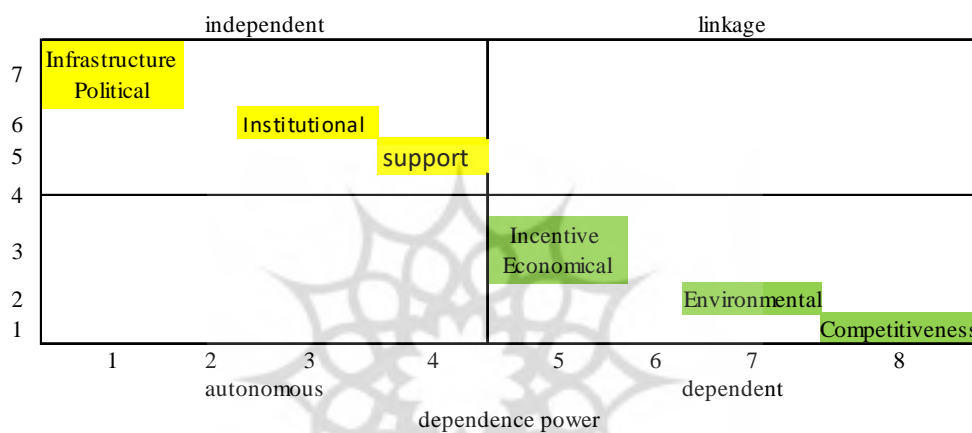 independent linkage
7 Infrastructure
Political
6 Institutional
5 support
4
3 Incentive
Economical
2 Environmental
1 Competitiveness
1 2 3 4 5 6 7 8
autonomous dependent
dependence power